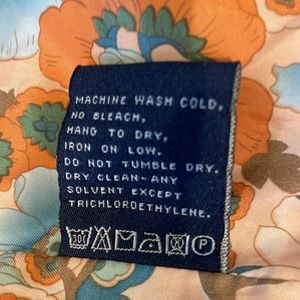 MACHINE WASH COLD,
NO BLEACH,
HANG TO DRY,
IRON ON LOW.
DO NOT TUMBLE DRY.
DRY CLEAN-ANY
SOLVENT EXCEPT
TRICHLOROETHYLENE.
30 P